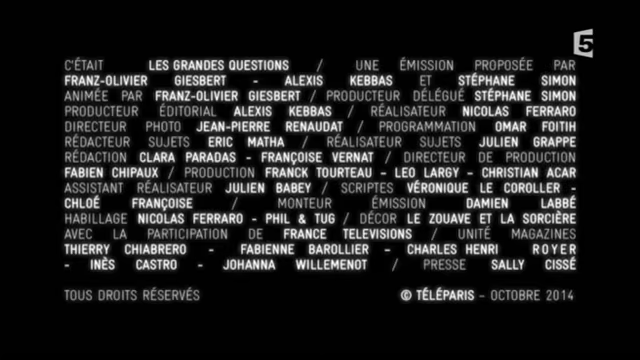 5
C'ÉTAIT LES GRANDES QUESTIONS / UNE ÉMISSION PROPOSÉE PAR
FRANZ-OLIVIER GIESBERT - ALEXIS KEBBAS ET STÉPHANE SIMON
ANIMÉE PAR FRANZ-OLIVIER GIESBERT / PRODUCTEUR DÉLÉGUÉ STÉPHANE SIMON
PRODUCTEUR ÉDITORIAL ALEXIS KEBBAS / RÉALISATEUR NICOLAS FERRARO
DIRECTEUR PHOTO JEAN-PIERRE RENAUDAT / PROGRAMMATION OMAR FOITIH
RÉDACTEUR SUJETS ERIC MATHA / RÉALISATEUR SUJETS JULIEN GRAPPE
RÉDACTION CLARA PARADAS - FRANÇOISE VERNAT / DIRECTEUR DE PRODUCTION
FABIEN CHIPAUX / PRODUCTION FRANCK TOURTEAU - LEO LARGY - CHRISTIAN ACAR
ASSISTANT RÉALISATEUR JULIEN BABEY / SCRIPTES VÉRONIQUE LE COROLLER -
CHLOÉ FRANÇOISE / MONTEUR ÉMISSION DAMIEN LABBÉ
HABILLAGE NICOLAS FERRARO - PHIL & TUG / DÉCOR LE ZOUAVE ET LA SORCIÈRE
AVEC LA PARTICIPATION DE FRANCE TELEVISIONS / UNITÉ MAGAZINES
THIERRY CHIABRERO - FABIENNE BAROLLIER - CHARLES HENRI ROYER
- INÈS CASTRO - JOHANNA WILLEMENOT / PRESSE SALLY CISSÉ
TOUS DROITS RÉSERVÉS © TÉLÉPARIS - OCTOBRE 2014